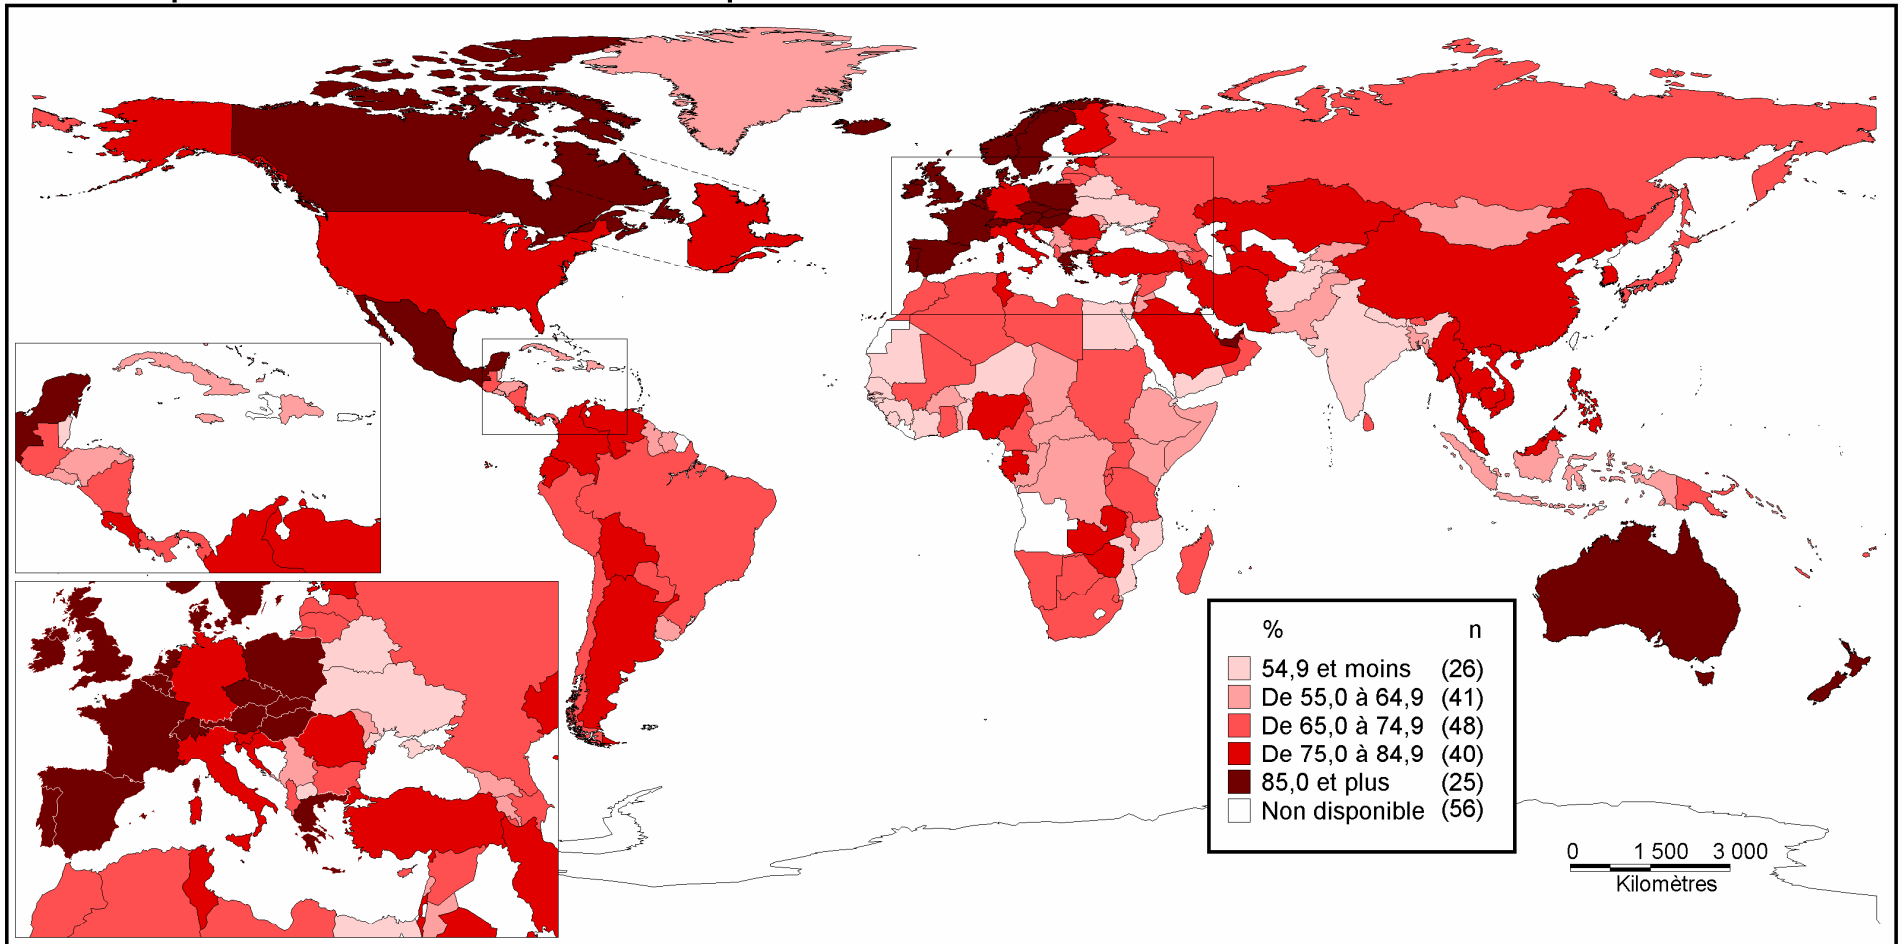 % n
54,9 et moins (26)
De 55,0 à 64,9 (41)
De 65,0 à 74,9 (48)
De 75,0 à 84,9 (40)
85,0 et plus (25)
Non disponible (56)
0 1 500 3 000
Kilomètres